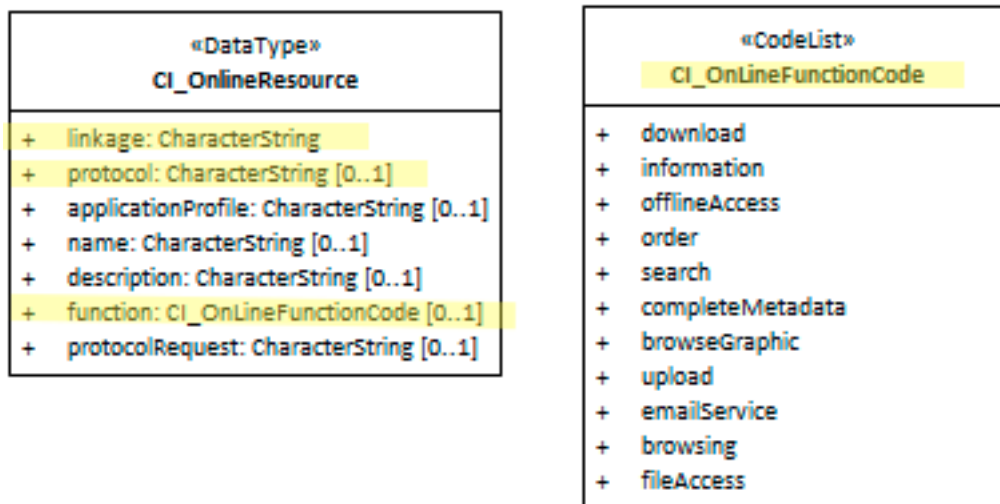 «DataType»
CI_OnlineResource
+ linkage: CharacterString
+ protocol: CharacterString [0..1]
+ applicationProfile: CharacterString [0..1]
+ name: CharacterString [0..1]
+ description: CharacterString [0..1]
+ function: CI_OnLineFunctionCode [0..1]
+ protocolRequest: CharacterString [0..1]
«CodeList»
CI_OnLineFunctionCode
+ download
+ information
+ offlineAccess
+ order
+ search
+ completeMetadata
+ browseGraphic
+ upload
+ emailService
+ browsing
+ fileAccess